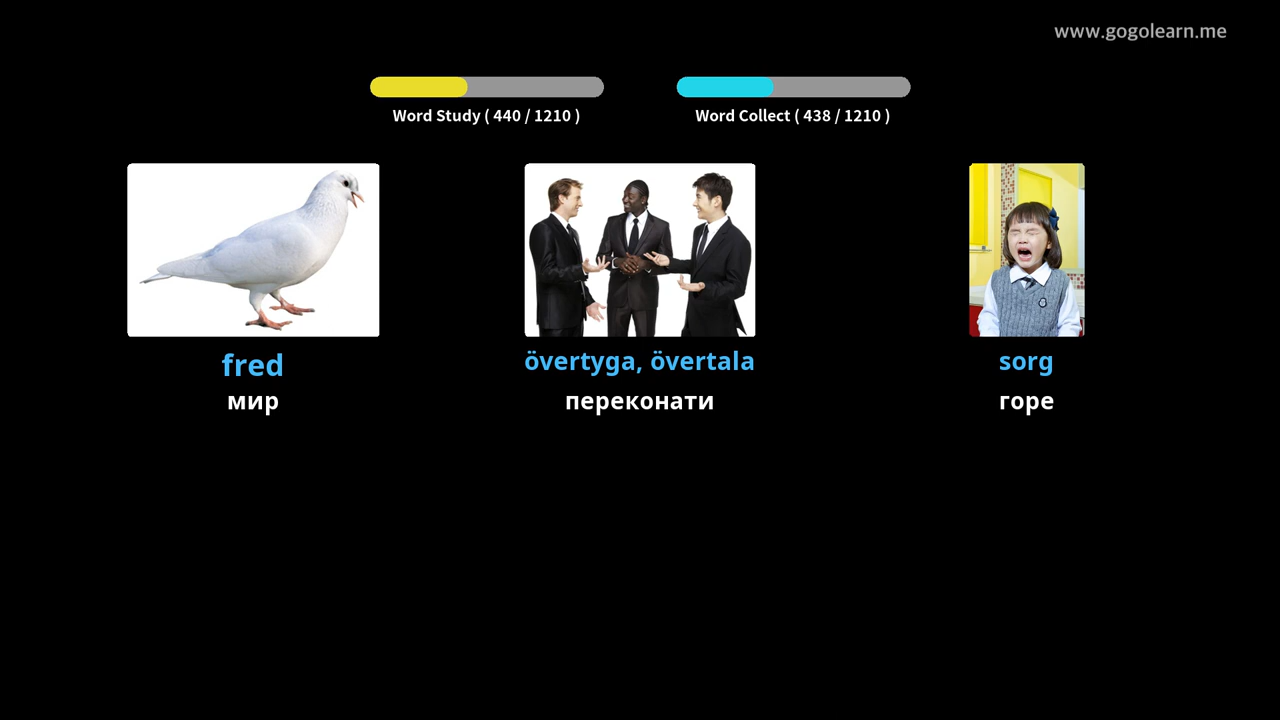 www.gogolearn.me
Word Study ( 440 / 1210 )
Word Collect ( 438 / 1210 )
fred
övertyga, övertala
sorg
мир
переконати
горе